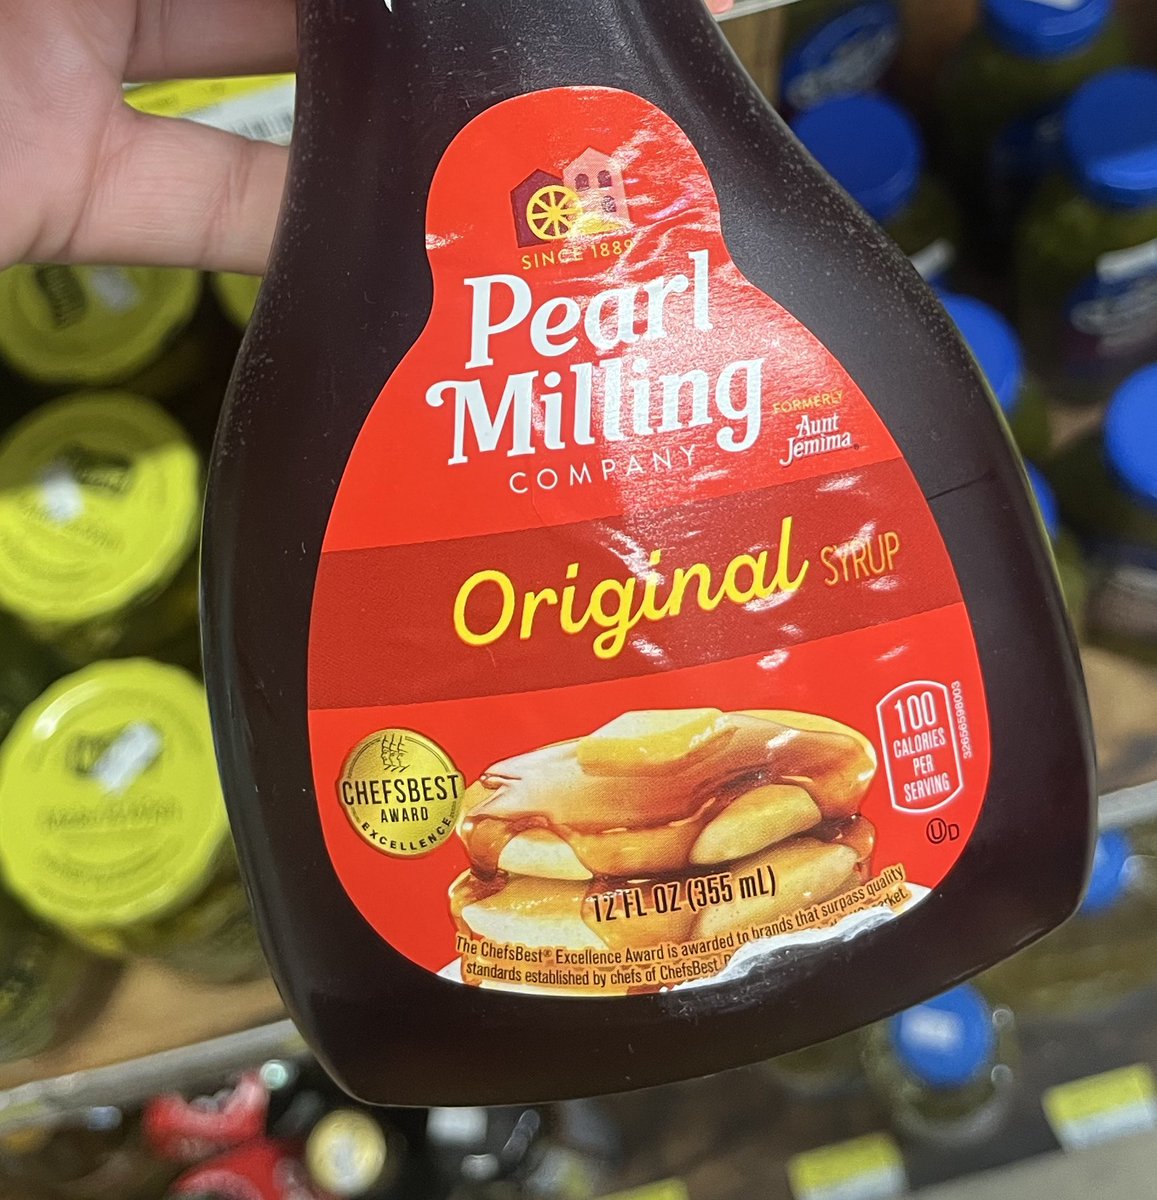 SINCE 1889
Pearl
Milling
COMPANY
FORMERLY
Aunt
Jemima®
Original SYRUP
100
CALORIES
PER
SERVING
32656598003
CHEFSBEST
AWARD
EXCELLENCE
UD
12 FL OZ (355 mL)
The ChefsBest® Excellence Award is awarded to brands that surpass quality
standards established by chefs of ChefsBest